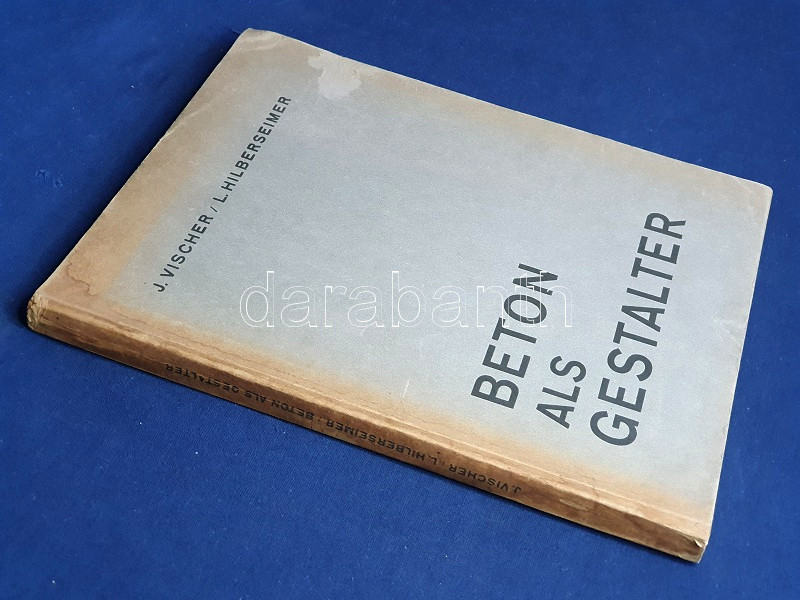 J. VISCHER / L. HILBERSEIMER
BETON
ALS
GESTALTER
J. VISCHER · L. HILBERSEIMER · BETON ALS GESTALTER
darabanth